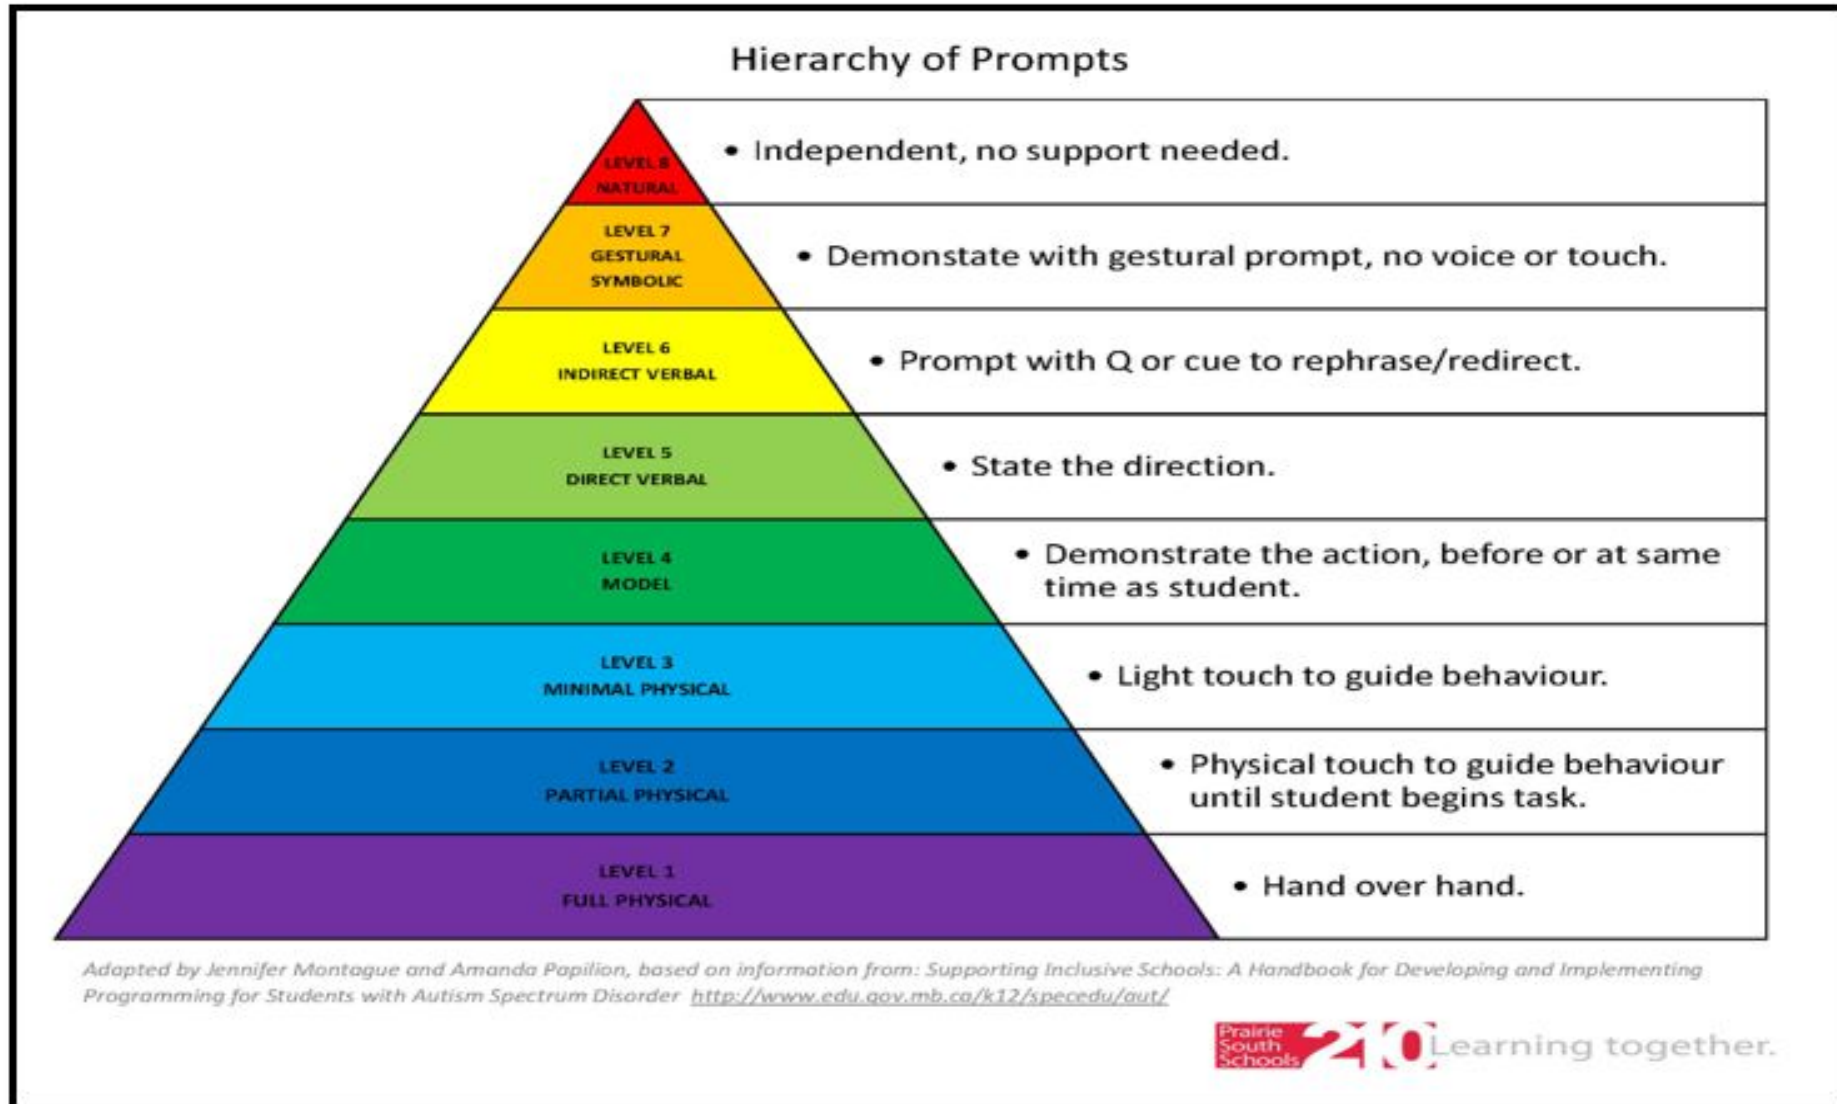 Hierarchy of Prompts
LEVEL 8
NATURAL
• Independent, no support needed.
LEVEL 7
GESTURAL
SYMBOLIC
• Demonstate with gestural prompt, no voice or touch.
LEVEL 6
INDIRECT VERBAL
• Prompt with Q or cue to rephrase/redirect.
LEVEL 5
DIRECT VERBAL
• State the direction.
LEVEL 4
MODEL
• Demonstrate the action, before or at same
time as student.
LEVEL 3
MINIMAL PHYSICAL
• Light touch to guide behaviour.
LEVEL 2
PARTIAL PHYSICAL
• Physical touch to guide behaviour
until student begins task.
LEVEL 1
FULL PHYSICAL
• Hand over hand.
Adapted by Jennifer Montague and Amanda Papilion, based on information from: Supporting Inclusive Schools: A Handbook for Developing and Implementing
Programming for Students with Autism Spectrum Disorder http://www.edu.gov.mb.ca/k12/specedu/aut/
Prairie
South
Schools
210
Learning together.